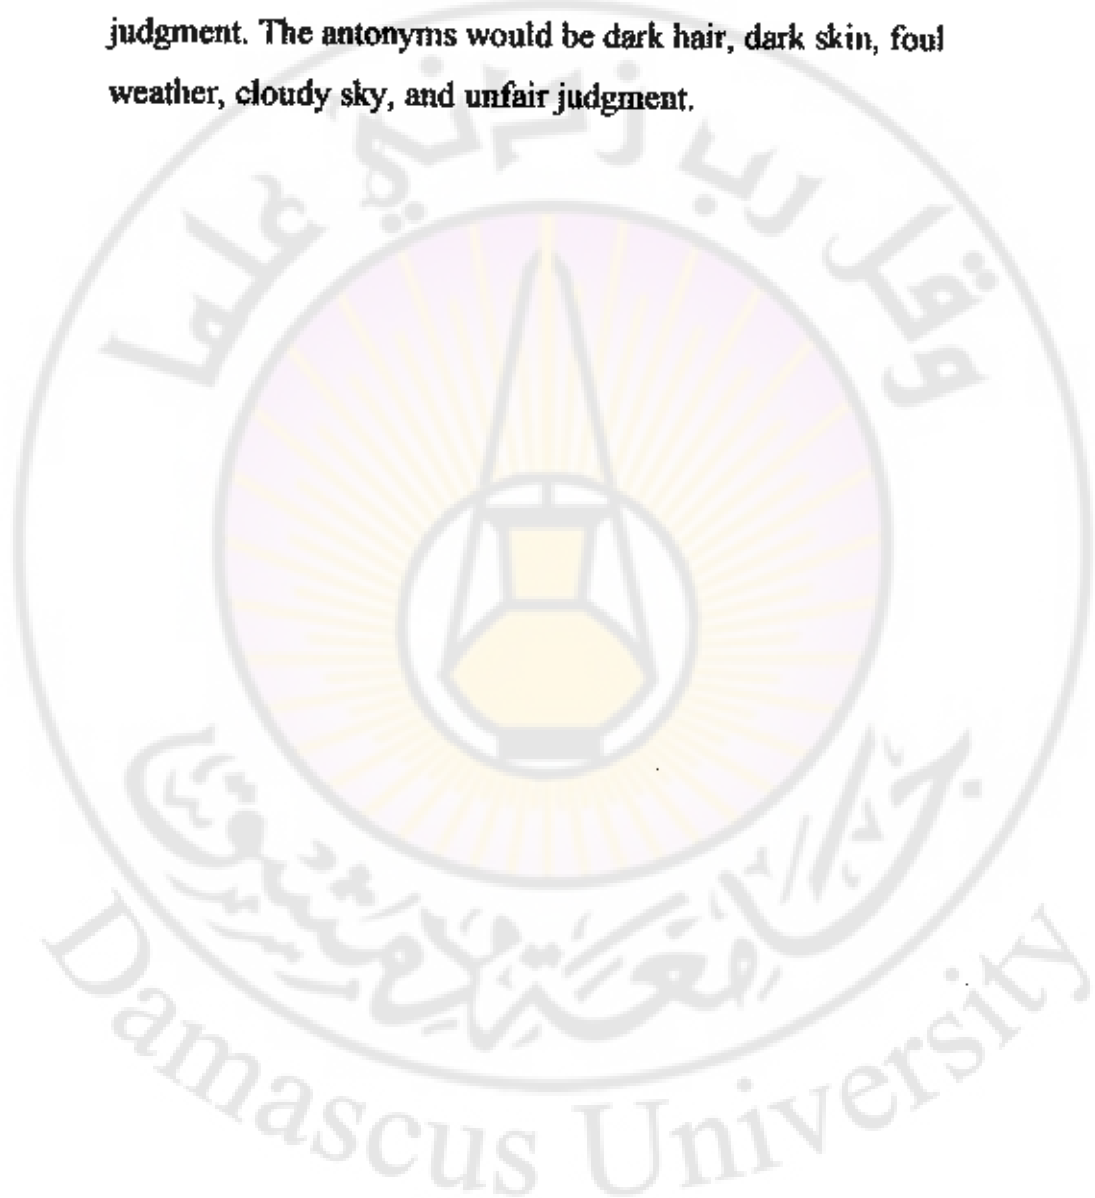 judgment. The antonyms would be dark hair, dark skin, foul
weather, cloudy sky, and unfair judgment.
وقل رب زدني علما
جامعة دمشق
Damascus University